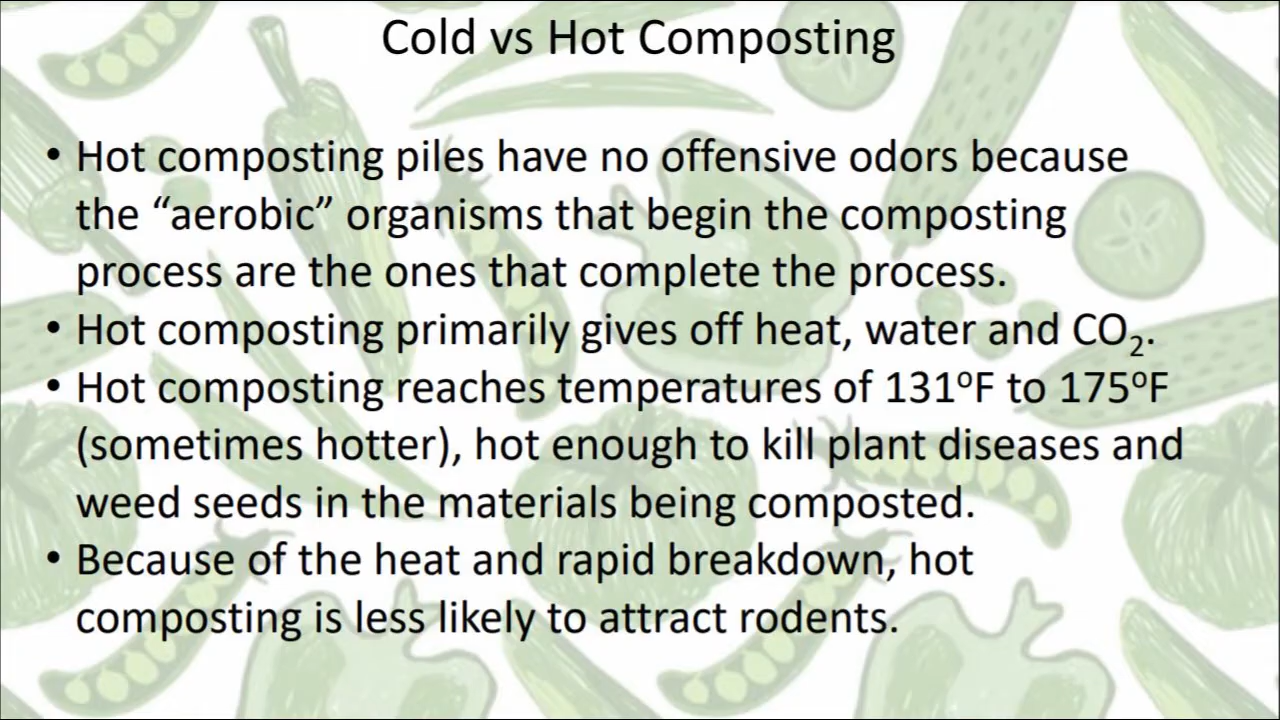 Cold vs Hot Composting
• Hot composting piles have no offensive odors because
the “aerobic” organisms that begin the composting
process are the ones that complete the process.
• Hot composting primarily gives off heat, water and CO₂.
• Hot composting reaches temperatures of 131ºF to 175ºF
(sometimes hotter), hot enough to kill plant diseases and
weed seeds in the materials being composted.
• Because of the heat and rapid breakdown, hot
composting is less likely to attract rodents.